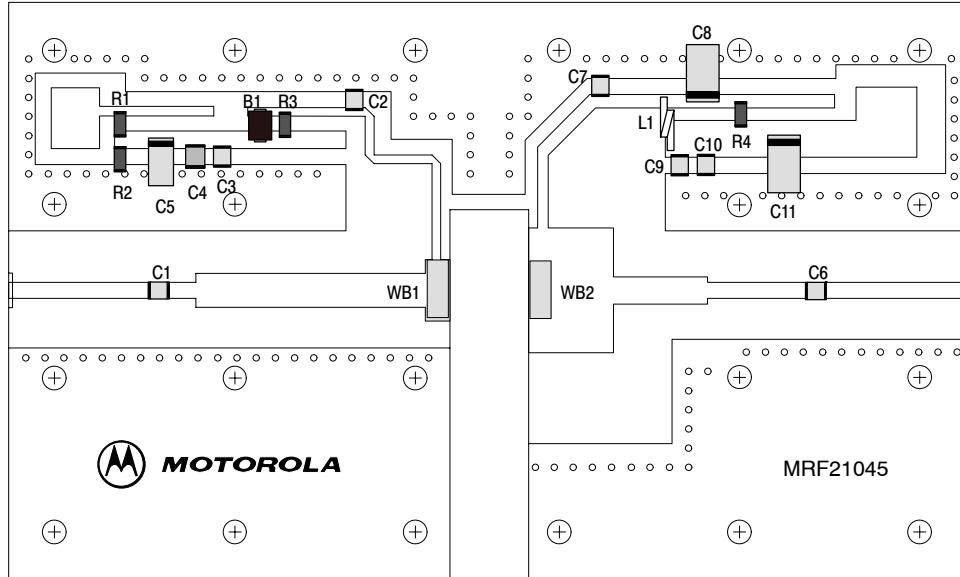 C8
C7
C2
R1
B1
R3
L1
R4
R2
C4
C3
C9
C10
C5
C11
C1
C6
WB1
WB2
MOTOROLA
MRF21045